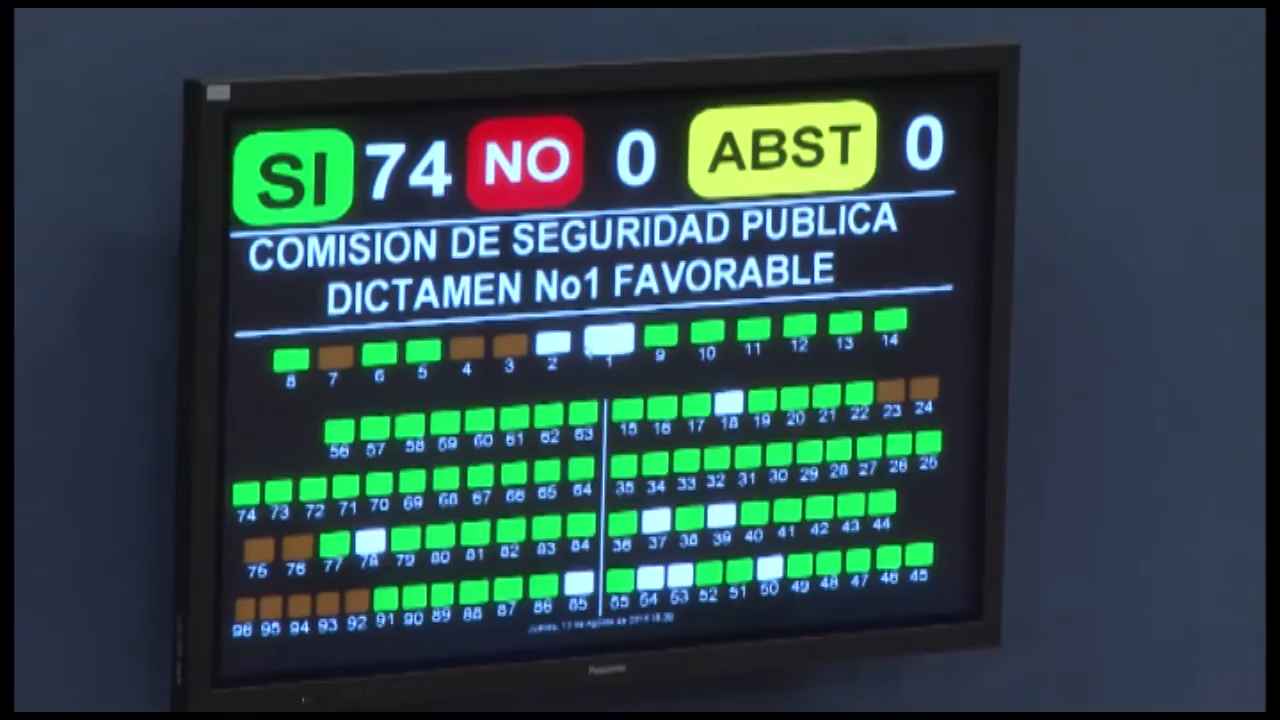 SI 74 NO 0 ABST 0
COMISION DE SEGURIDAD PUBLICA
DICTAMEN No1 FAVORABLE
8 7 6 5 4 3 2 1 9 10 11 12 13 14
56 57 58 59 60 61 62 63 15 16 17 18 19 20 21 22 23 24
74 73 72 71 70 69 68 67 66 65 64 35 34 33 32 31 30 29 28 27 26 25
75 76 77 78 79 80 81 82 83 84 36 37 38 39 40 41 42 43 44
96 95 94 93 92 91 90 89 88 87 86 85 55 54 53 52 51 50 49 48 47 46 45
Panasonic